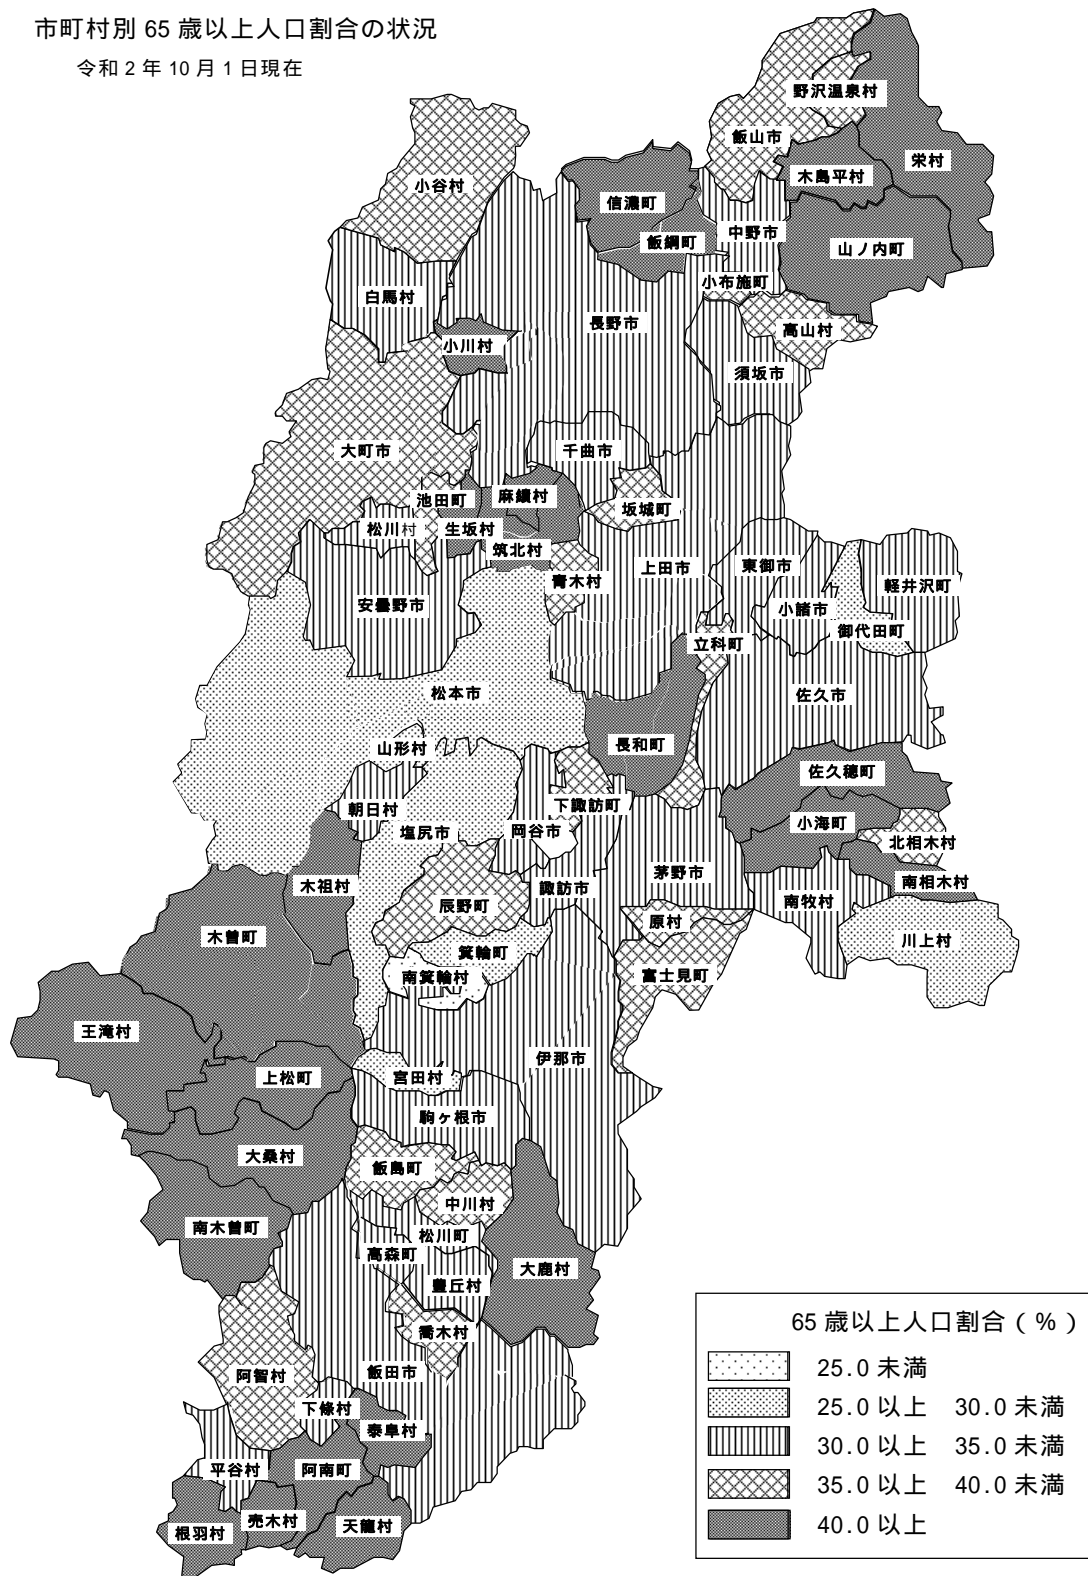 市町村別 65 歳以上人口割合の状況
令和 2 年 10 月 1 日現在
野沢温泉村
飯山市
栄村
木島平村
小谷村
信濃町
中野市
飯綱町
山ノ内町
小布施町
白馬村
長野市
高山村
小川村
須坂市
大町市
千曲市
池田町
麻績村
坂城町
松川村
生坂村
筑北村
青木村
上田市
東御市
軽井沢町
安曇野市
小諸市
御代田町
立科町
松本市
佐久市
山形村
長和町
佐久穂町
朝日村
下諏訪町
塩尻市
岡谷市
小海町
北相木村
木祖村
諏訪市
茅野市
南相木村
辰野町
南牧村
木曽町
箕輪町
原村
川上村
南箕輪村
富士見町
王滝村
伊那市
上松町
宮田村
駒ヶ根市
大桑村
飯島町
中川村
南木曽町
松川町
高森町
大鹿村
豊丘村
喬木村
阿智村
飯田市
下條村
泰阜村
平谷村
阿南町
売木村
天龍村
根羽村
65 歳以上人口割合（%）
25.0 未満
25.0 以上 30.0 未満
30.0 以上 35.0 未満
35.0 以上 40.0 未満
40.0 以上